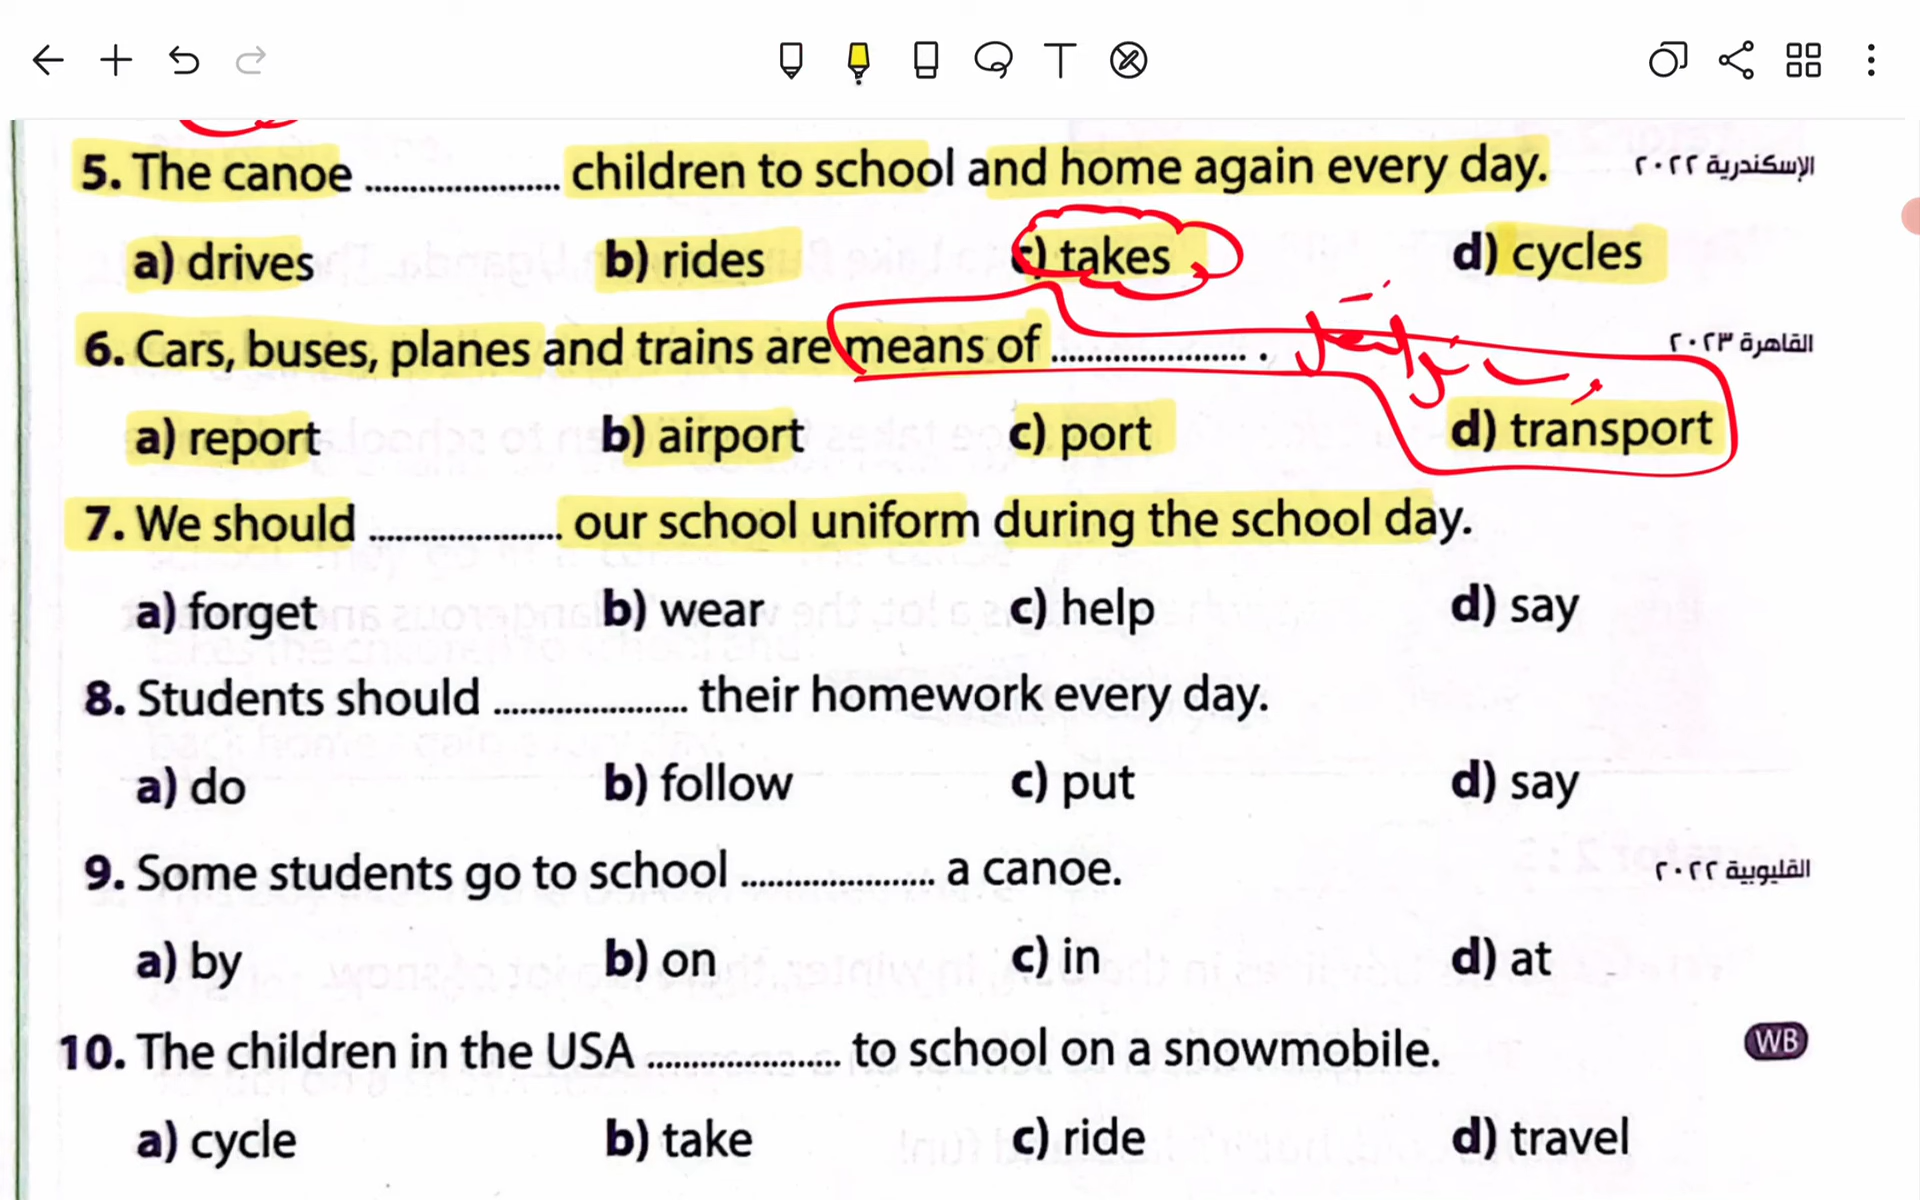 5. The canoe ..................... children to school and home again every day. الإسكندرية ٢٠٢٢
a) drives b) rides c) takes d) cycles
6. Cars, buses, planes and trains are means of ..................... . القاهرة ٢٠٢٣
a) report b) airport c) port d) transport
7. We should ..................... our school uniform during the school day.
a) forget b) wear c) help d) say
8. Students should ..................... their homework every day.
a) do b) follow c) put d) say
9. Some students go to school ..................... a canoe. القليوبية ٢٠٢٢
a) by b) on c) in d) at
10. The children in the USA ..................... to school on a snowmobile. WB
a) cycle b) take c) ride d) travel